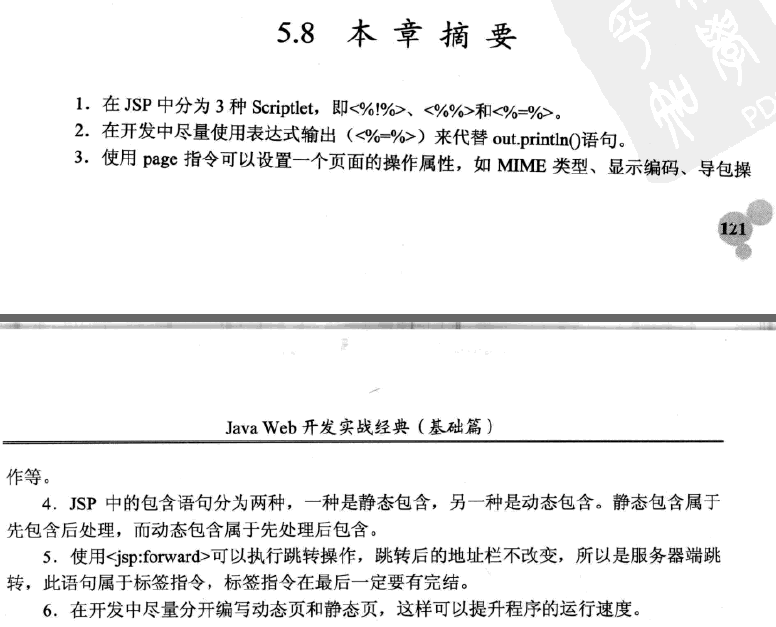 5.8 本章摘要
1．在 JSP 中分为 3 种 Scriptlet，即<%!%>、<%%>和<%=%>。
2．在开发中尽量使用表达式输出（<%=%>）来代替 out.println()语句。
3．使用 page 指令可以设置一个页面的操作属性，如 MIME 类型、显示编码、导包操
121
Java Web 开发实战经典（基础篇）
作等。
4．JSP 中的包含语句分为两种，一种是静态包含，另一种是动态包含。静态包含属于
先包含后处理，而动态包含属于先处理后包含。
5．使用<jsp:forward>可以执行跳转操作，跳转后的地址栏不改变，所以是服务器端跳
转，此语句属于标签指令，标签指令在最后一定要有完结。
6．在开发中尽量分开编写动态页和静态页，这样可以提升程序的运行速度。